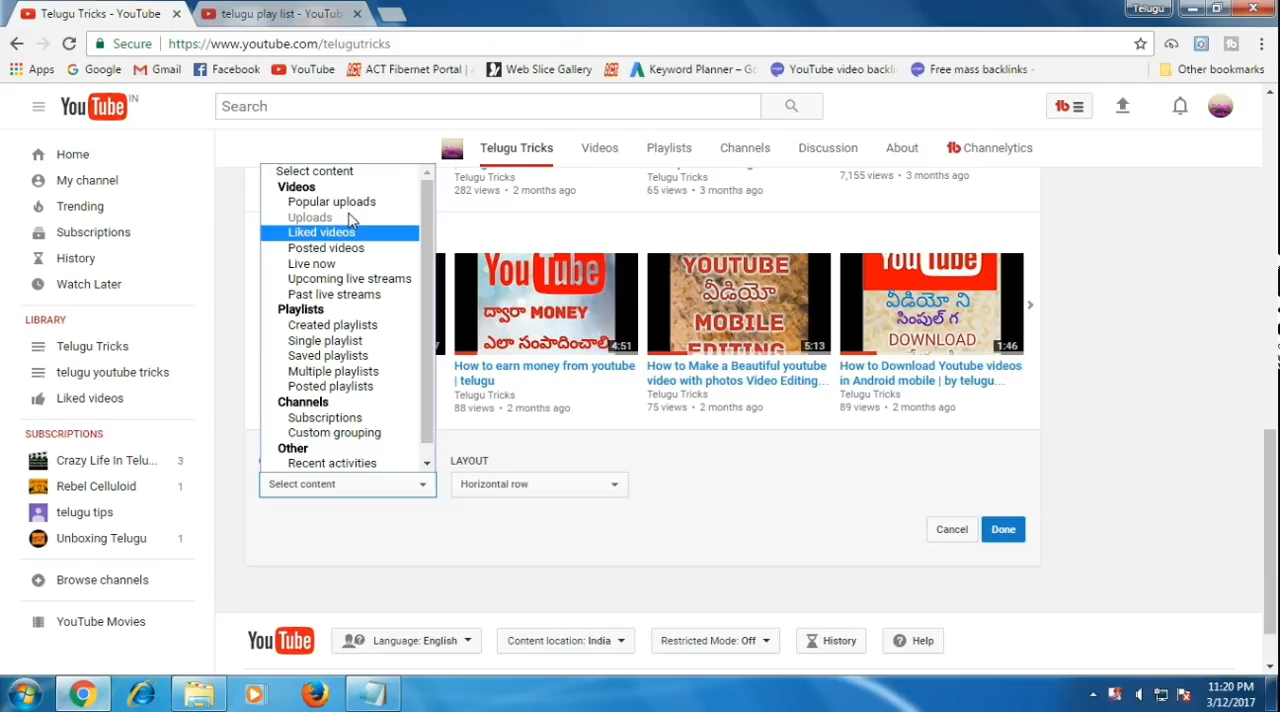 Telugu Tricks - YouTube
telugu play list - YouTub
Telugu
Secure
https://www.youtube.com/telugutricks
Apps
Google
Gmail
Facebook
YouTube
ACT Fibernet Portal
Web Slice Gallery
Keyword Planner – Go
YouTube video backli
Free mass backlinks -
Other bookmarks
YouTube IN
Search
Telugu Tricks
Videos
Playlists
Channels
Discussion
About
Channelytics
Home
My channel
Trending
Subscriptions
History
Watch Later
LIBRARY
Telugu Tricks
telugu youtube tricks
Liked videos
SUBSCRIPTIONS
Crazy Life In Telu... 3
Rebel Celluloid 1
telugu tips
Unboxing Telugu 1
Browse channels
YouTube Movies
Select content
Videos
Popular uploads
Uploads
Liked videos
Posted videos
Live now
Upcoming live streams
Past live streams
Playlists
Created playlists
Single playlist
Saved playlists
Multiple playlists
Posted playlists
Channels
Subscriptions
Custom grouping
Other
Recent activities
Select content
Telugu Tricks
282 views • 2 months ago
Telugu Tricks
65 views • 3 months ago
7,155 views • 3 months ago
YouTube
ద్వారా MONEY
ఎలా సంపాదించాలి
4:51
How to earn money from youtube
| telugu
Telugu Tricks
88 views • 2 months ago
YOUTUBE
వీడియో
MOBILE
EDITING
5:13
How to Make a Beautiful youtube
video with photos Video Editing...
Telugu Tricks
75 views • 2 months ago
YouTube
వీడియో ని
సింపుల్ గ
DOWNLOAD
1:46
How to Download Youtube videos
in Android mobile | by telugu...
Telugu Tricks
89 views • 2 months ago
LAYOUT
Horizontal row
Cancel
Done
YouTube
Language: English
Content location: India
Restricted Mode: Off
History
Help
11:20 PM
3/12/2017